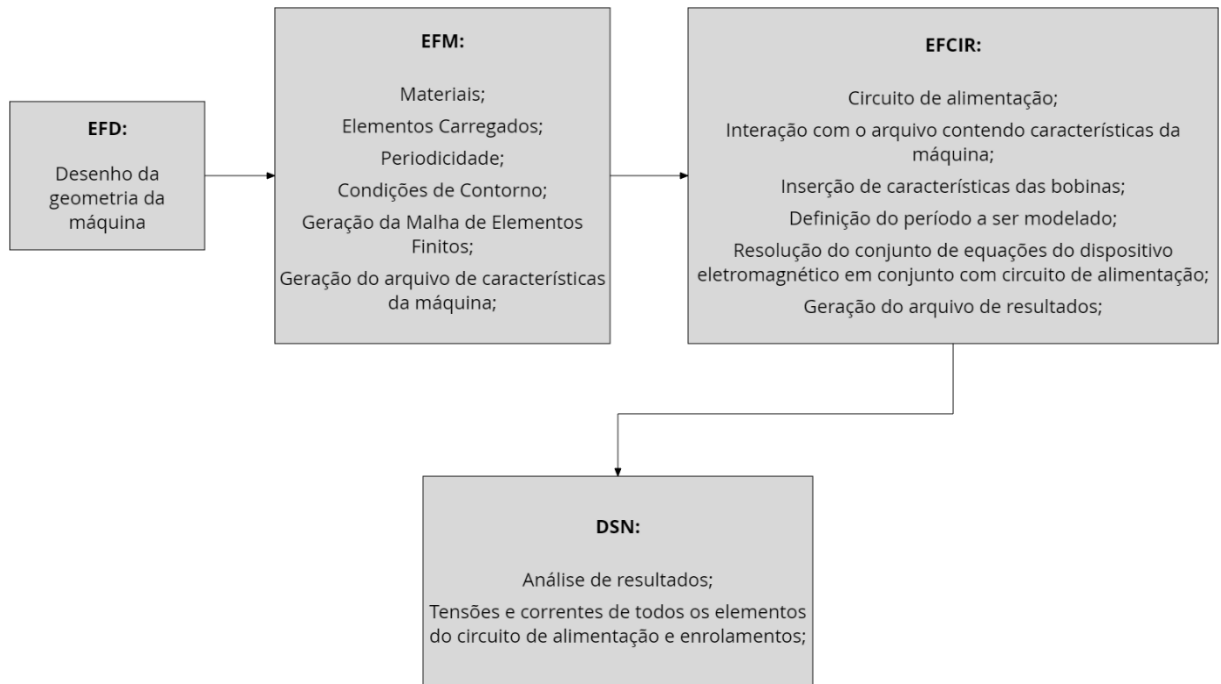 EFD:
Desenho da
geometria da
máquina
EFM:
Materiais;
Elementos Carregados;
Periodicidade;
Condições de Contorno;
Geração da Malha de Elementos
Finitos;
Geração do arquivo de características
da máquina;
EFCIR:
Circuito de alimentação;
Interação com o arquivo contendo características da
máquina;
Inserção de características das bobinas;
Definição do período a ser modelado;
Resolução do conjunto de equações do dispositivo
eletromagnético em conjunto com circuito de alimentação;
Geração do arquivo de resultados;
DSN:
Análise de resultados;
Tensões e correntes de todos os elementos
do circuito de alimentação e enrolamentos;